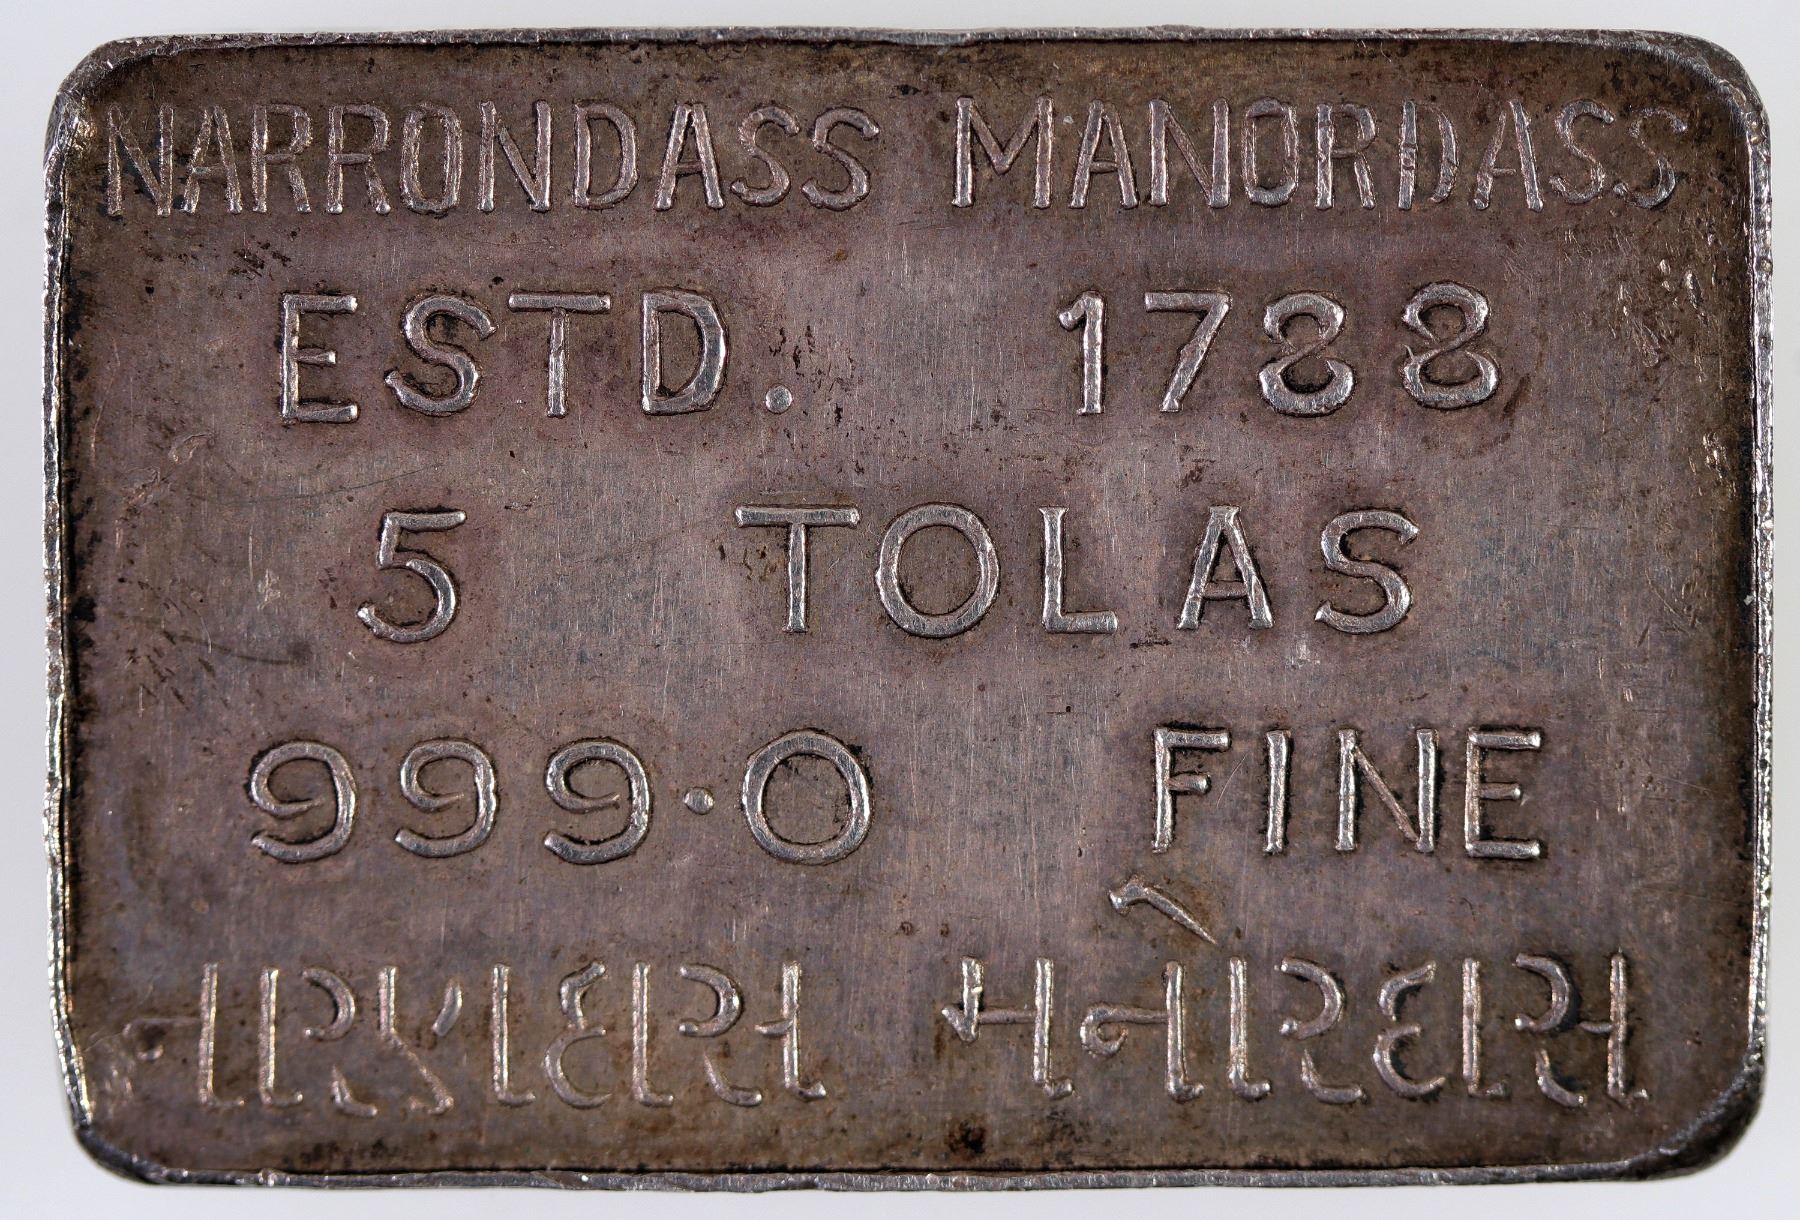 NARRONDASS MANORDASS
ESTD. 1788
5 TOLAS
999.0 FINE
નારણદાસ મનોરદાસ